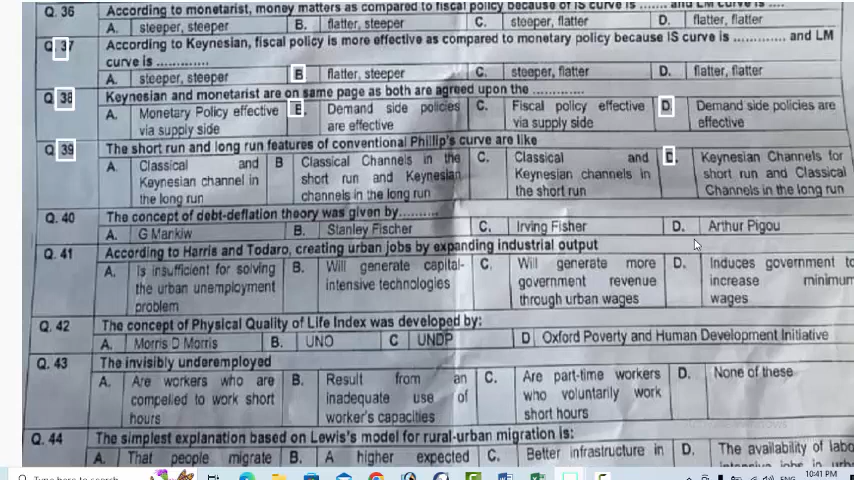 Q. 36 According to monetarist, money matters as compared to fiscal policy because of IS curve is ....... and LM curve is ....
A. steeper, steeper B. flatter, steeper C. steeper, flatter D. flatter, flatter
Q. 37 According to Keynesian, fiscal policy is more effective as compared to monetary policy because IS curve is ............. and LM
curve is .............
A. steeper, steeper B flatter, steeper C. steeper, flatter D. flatter, flatter
Q 38 Keynesian and monetarist are on same page as both are agreed upon the .............
A. Monetary Policy effective B. Demand side policies C. Fiscal policy effective D. Demand side policies are
via supply side are effective via supply side effective
Q 39 The short run and long run features of conventional Phillip's curve are like
A. Classical and B Classical Channels in the C. Classical and D. Keynesian Channels for
Keynesian channel in short run and Keynesian Keynesian channels in short run and Classical
the long run channels in the long run the short run Channels in the long run
Q. 40 The concept of debt-deflation theory was given by..........
A. G Mankiw B. Stanley Fischer C. Irving Fisher D. Arthur Pigou
Q. 41 According to Harris and Todaro, creating urban jobs by expanding industrial output
A. Is insufficient for solving B. Will generate capital- C. Will generate more D. Induces government to
the urban unemployment intensive technologies government revenue increase minimum
problem through urban wages wages
Q. 42 The concept of Physical Quality of Life Index was developed by:
A. Morris D Morris B. UNO C UNDP D Oxford Poverty and Human Development Initiative
Q. 43 The invisibly underemployed
A. Are workers who are B. Result from an C. Are part-time workers D. None of these
compelled to work short inadequate use of who voluntarily work
hours worker's capacities short hours
Q. 44 The simplest explanation based on Lewis's model for rural-urban migration is:
A. That people migrate B. A higher expected C. Better infrastructure in D. The availability of labo
Type here to search ENG 10:41 PM